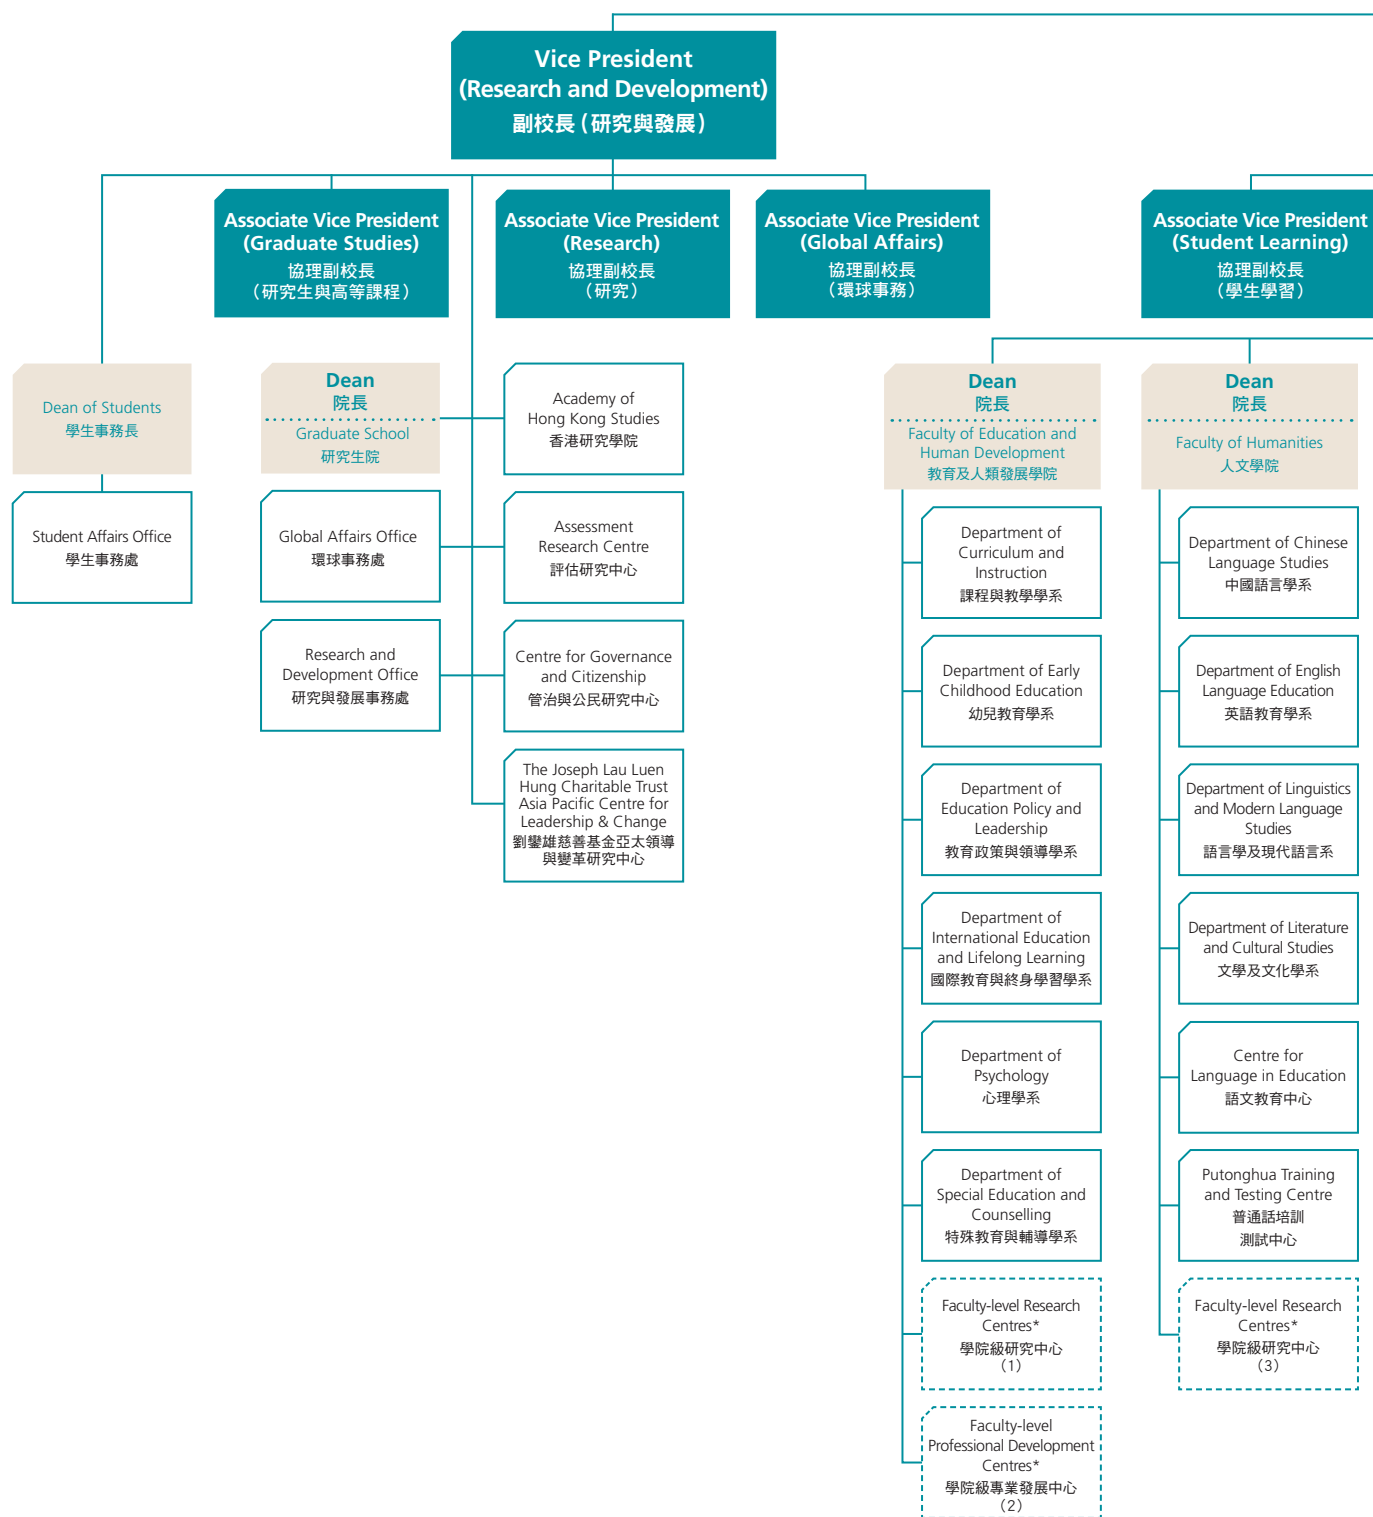 Vice President
(Research and Development)
副校長（研究與發展）
Associate Vice President
(Graduate Studies)
協理副校長
（研究生與高等課程）
Associate Vice President
(Research)
協理副校長
（研究）
Associate Vice President
(Global Affairs)
協理副校長
（環球事務）
Associate Vice President
(Student Learning)
協理副校長
（學生學習）
Dean of Students
學生事務長
Student Affairs Office
學生事務處
Dean
院長
Graduate School
研究生院
Global Affairs Office
環球事務處
Research and
Development Office
研究與發展事務處
Academy of
Hong Kong Studies
香港研究學院
Assessment
Research Centre
評估研究中心
Centre for Governance
and Citizenship
管治與公民研究中心
The Joseph Lau Luen
Hung Charitable Trust
Asia Pacific Centre for
Leadership & Change
劉鑾雄慈善基金亞太領導
與變革研究中心
Dean
院長
Faculty of Education and
Human Development
教育及人類發展學院
Department of
Curriculum and
Instruction
課程與教學學系
Department of Early
Childhood Education
幼兒教育學系
Department of
Education Policy and
Leadership
教育政策與領導學系
Department of
International Education
and Lifelong Learning
國際教育與終身學習學系
Department of
Psychology
心理學系
Department of
Special Education and
Counselling
特殊教育與輔導學系
Faculty-level Research
Centres*
學院級研究中心
（1）
Faculty-level
Professional Development
Centres*
學院級專業發展中心
（2）
Dean
院長
Faculty of Humanities
人文學院
Department of Chinese
Language Studies
中國語言學系
Department of English
Language Education
英語教育學系
Department of Linguistics
and Modern Language
Studies
語言學及現代語言系
Department of Literature
and Cultural Studies
文學及文化學系
Centre for
Language in Education
語文教育中心
Putonghua Training
and Testing Centre
普通話培訓
測試中心
Faculty-level Research
Centres*
學院級研究中心
（3）